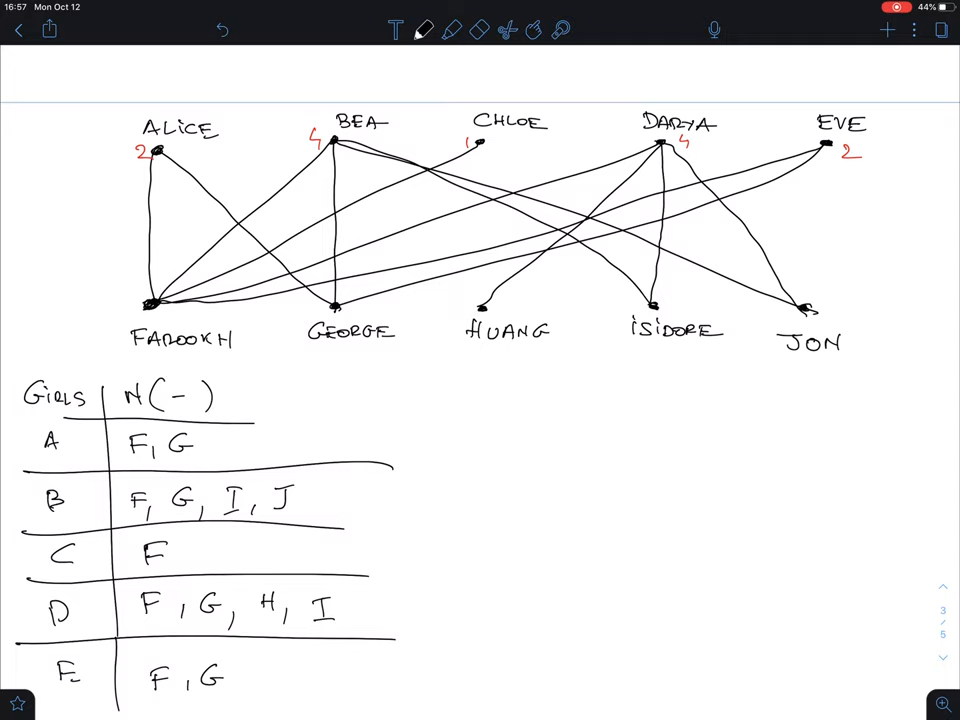 16:57 Mon Oct 12
44%
ALICE BEA CHLOE DARYA EVE
2 4 1 4 2
FAROOKH GEORGE HUANG ISIDORE JON
GIRLS N(-)
A F, G
B F, G, I, J
C F
D F, G, H, I
E F, G
3
/
5